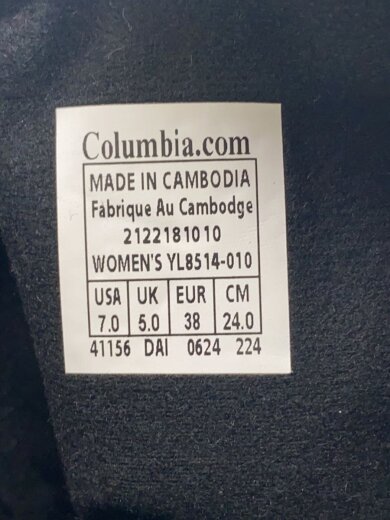 Columbia.com
MADE IN CAMBODIA
Fabrique Au Cambodge
2122181010
WOMEN'S YL8514-010
USA UK EUR CM
7.0 5.0 38 24.0
41156 DAI 0624 224